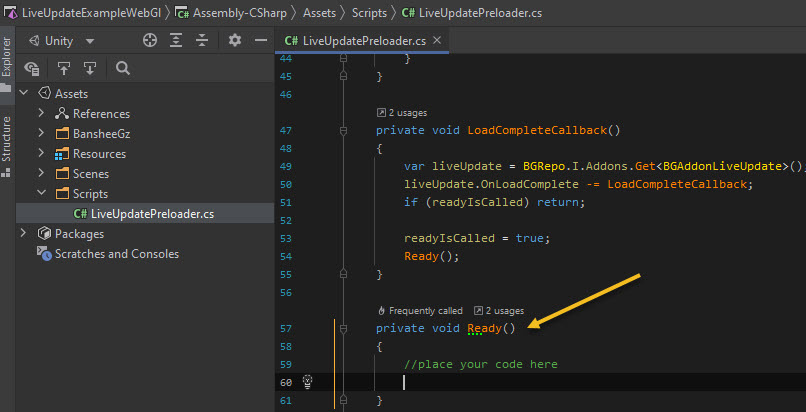 LiveUpdateExampleWebGl
Assembly-CSharp
Assets
Scripts
C# LiveUpdatePreloader.cs
Explorer
Structure
Unity
Assets
References
BansheeGz
Resources
Scenes
Scripts
C# LiveUpdatePreloader.cs
Packages
Scratches and Consoles
C# LiveUpdatePreloader.cs
44 }
45 }
46
2 usages
47 private void LoadCompleteCallback()
48 {
49 var liveUpdate = BGRepo.I.Addons.Get<BGAddonLiveUpdate>()
50 liveUpdate.OnLoadComplete -= LoadCompleteCallback;
51 if (readyIsCalled) return;
52
53 readyIsCalled = true;
54 Ready();
55 }
56
Frequently called 2 usages
57 private void Ready()
58 {
59 //place your code here
60
61 }